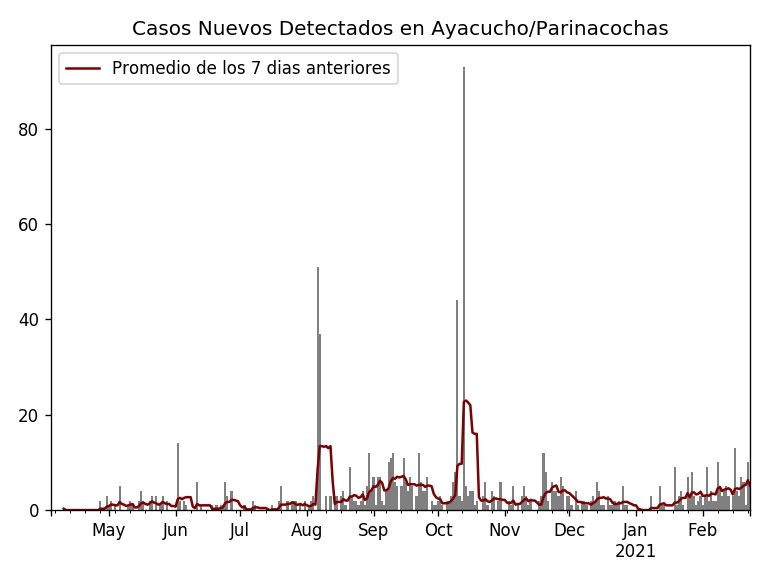 Casos Nuevos Detectados en Ayacucho/Parinacochas
Promedio de los 7 dias anteriores
80
60
40
20
0
May Jun Jul Aug Sep Oct Nov Dec Jan Feb
2021